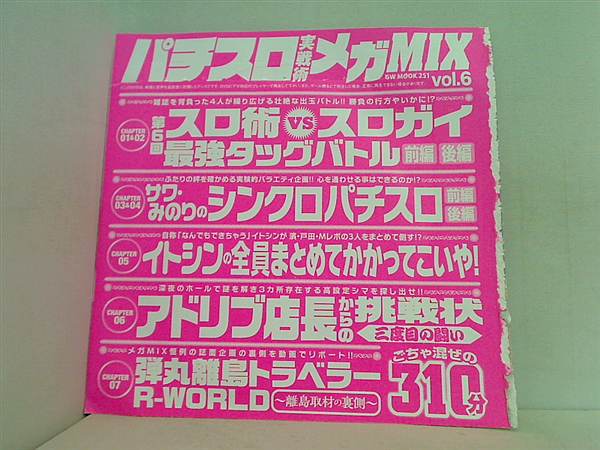 パチスロ実戦術メガMIX
GW MOOK 251
vol.6
雑誌を背負った4人が繰り広げる壮絶な出玉バトル!! 勝負の行方やいかに!?
CHAPTER 01&02
第6回 スロ術 VS スロガイ
最強タッグバトル 前編 後編
ふたりの絆を確かめる実験的バラエティ企画!! 心を通わせる事はできるのか!?
CHAPTER 03&04
サワ・みのりのシンクロパチスロ 前編 後編
自称「なんでもできちゃう」イトシンが 濱・戸田・Mレボの3人をまとめて倒す!?
CHAPTER 05
イトシンの全員まとめてかかってこいや!
深夜のホールで謎を解き3カ所存在する高設定シマを探し出せ!!
CHAPTER 06
アドリブ店長からの挑戦状
三度目の闘い
メガMIX恒例の誌面企画の裏側を動画でリポート!!
CHAPTER 07
弾丸離島トラベラー
R-WORLD 〜離島取材の裏側〜
ごちゃ混ぜの
310分